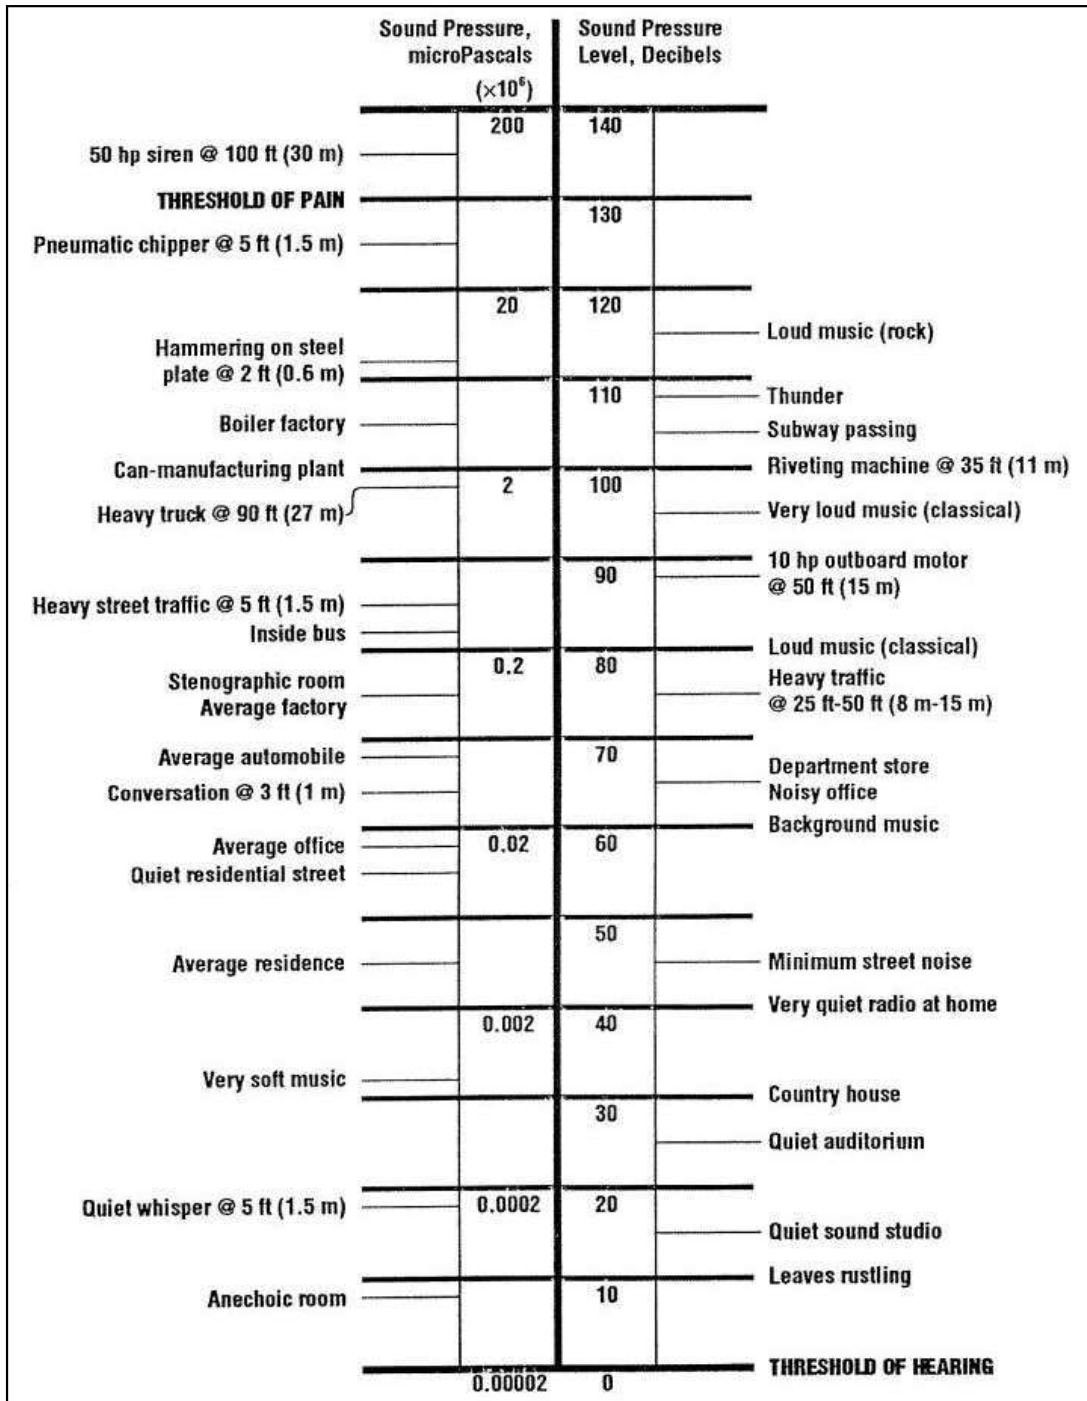 Sound Pressure,
microPascals
(×10⁶)
Sound Pressure
Level, Decibels
200 140
50 hp siren @ 100 ft (30 m)
THRESHOLD OF PAIN
130
Pneumatic chipper @ 5 ft (1.5 m)
20 120
Loud music (rock)
Hammering on steel
plate @ 2 ft (0.6 m)
110
Thunder
Boiler factory
Subway passing
Can-manufacturing plant
Riveting machine @ 35 ft (11 m)
2 100
Heavy truck @ 90 ft (27 m)
Very loud music (classical)
10 hp outboard motor
@ 50 ft (15 m)
90
Heavy street traffic @ 5 ft (1.5 m)
Inside bus
Loud music (classical)
0.2 80
Stenographic room
Average factory
Heavy traffic
@ 25 ft-50 ft (8 m-15 m)
70
Average automobile
Department store
Noisy office
Conversation @ 3 ft (1 m)
Background music
0.02 60
Average office
Quiet residential street
50
Average residence
Minimum street noise
Very quiet radio at home
0.002 40
Very soft music
Country house
30
Quiet auditorium
Quiet whisper @ 5 ft (1.5 m)
0.0002 20
Quiet sound studio
Leaves rustling
Anechoic room
10
THRESHOLD OF HEARING
0.00002 0